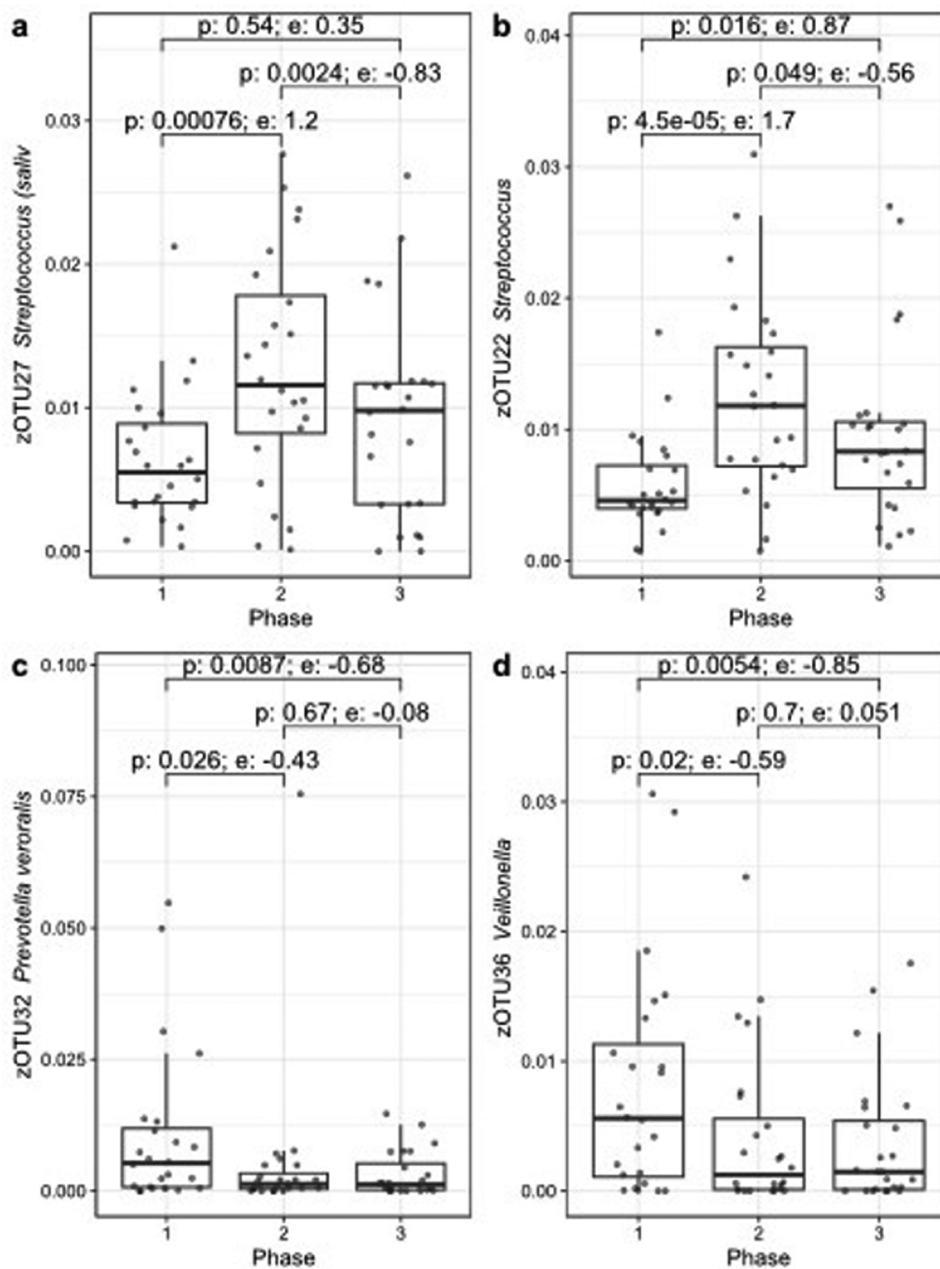 a
p: 0.54; e: 0.35
p: 0.0024; e: -0.83
p: 0.00076; e: 1.2
zOTU27 Streptococcus (saliv
0.03
0.02
0.01
0.00
1 2 3
Phase
b
p: 0.016; e: 0.87
p: 0.049; e: -0.56
p: 4.5e-05; e: 1.7
zOTU22 Streptococcus
0.04
0.03
0.02
0.01
0.00
1 2 3
Phase
c
p: 0.0087; e: -0.68
p: 0.67; e: -0.08
p: 0.026; e: -0.43
zOTU32 Prevotella veroralis
0.100
0.075
0.050
0.025
0.000
1 2 3
Phase
d
p: 0.0054; e: -0.85
p: 0.7; e: 0.051
p: 0.02; e: -0.59
zOTU36 Veillonella
0.04
0.03
0.02
0.01
0.00
1 2 3
Phase